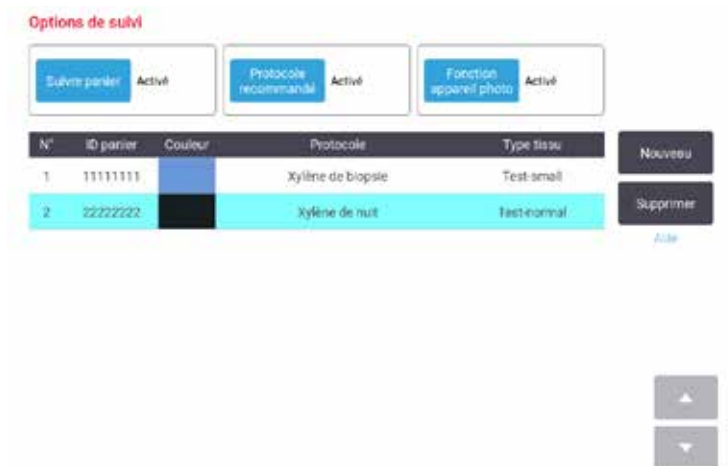 Options de suivi
Suivre panier Activé
Protocole recommandé Activé
Fonction appareil photo Activé
N° ID panier Couleur Protocole Type tissu
1 11111111 Xylène de biopsie Test-small
2 22222222 Xylène de nuit Test-normal
Nouveau
Supprimer
Aide